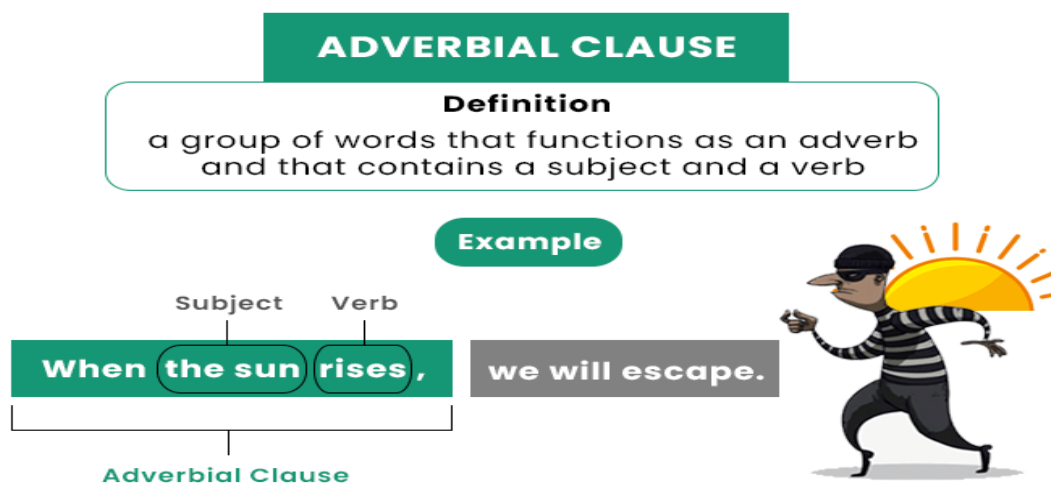 ADVERBIAL CLAUSE
Definition
a group of words that functions as an adverb
and that contains a subject and a verb
Example
Subject Verb
When the sun rises, we will escape.
Adverbial Clause